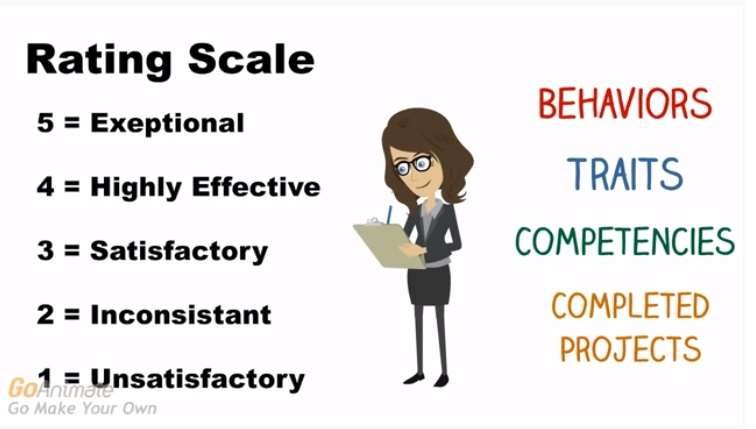 Rating Scale
5 = Exeptional
4 = Highly Effective
3 = Satisfactory
2 = Inconsistant
1 = Unsatisfactory
BEHAVIORS
TRAITS
COMPETENCIES
COMPLETED
PROJECTS
GoAnimate
Go Make Your Own